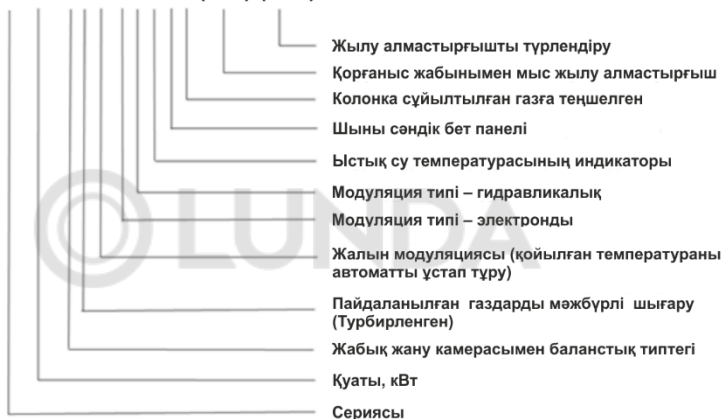 Жылу алмастырғышты түрлендіру
Қорғаныс жабынымен мыс жылу алмастырғыш
Колонка сұйылтылған газға теңшелген
Шыны сәндік бет панелі
Ыстық су температурасының индикаторы
Модуляция типі – гидравликалық
Модуляция типі – электронды
Жалын модуляциясы (қойылған температураны
автоматты ұстап тұру)
Пайдаланылған газдарды мәжбүрлі шығару
(Турбирленген)
Жабық жану камерасымен баланстық типтегі
Қуаты, кВт
Сериясы
LUNDA